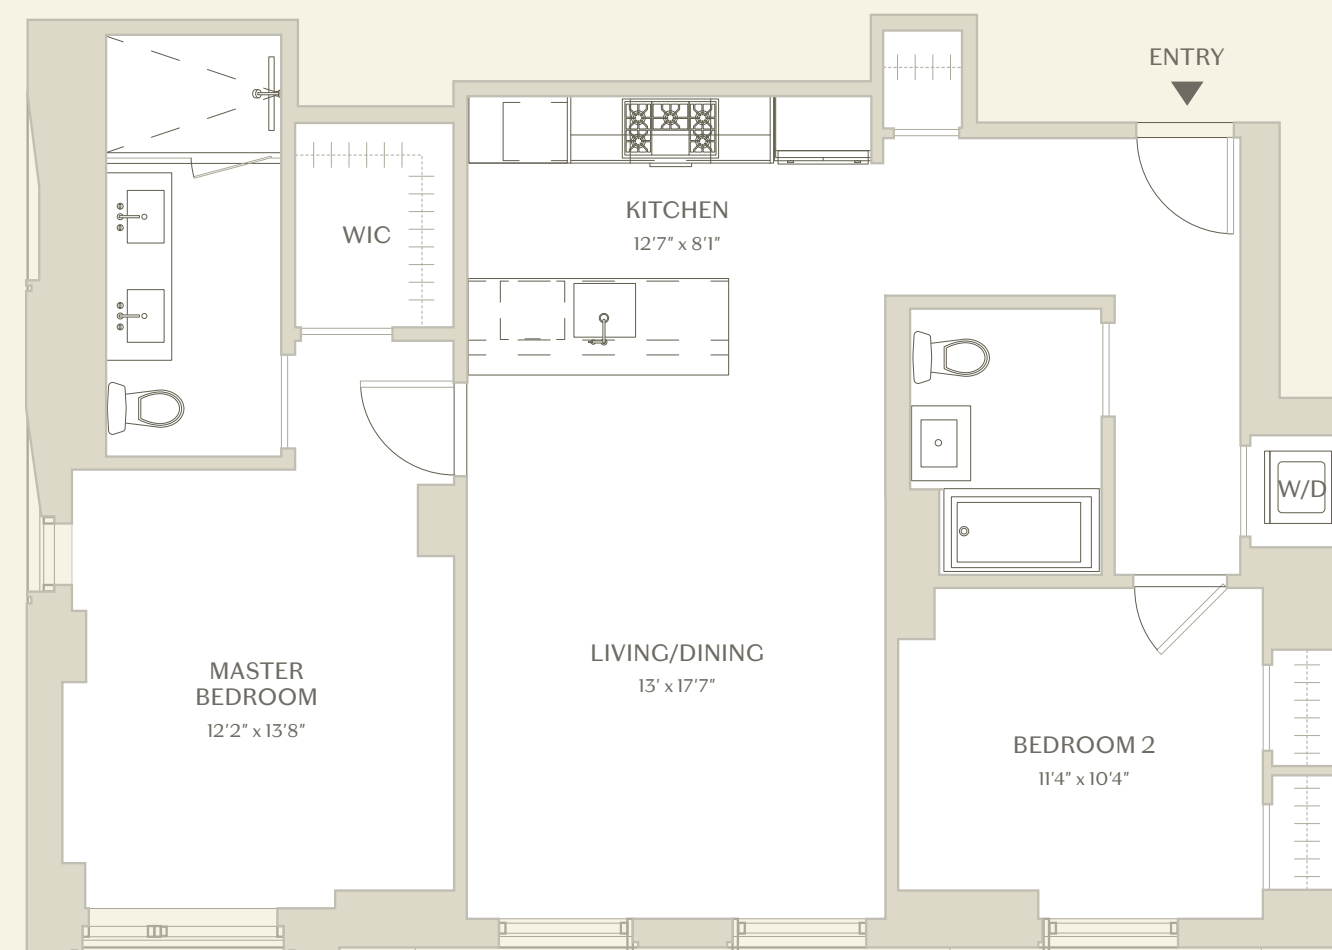 ENTRY
KITCHEN
12'7" x 8'1"
WIC
W/D
LIVING/DINING
13' x 17'7"
MASTER
BEDROOM
12'2" x 13'8"
BEDROOM 2
11'4" x 10'4"